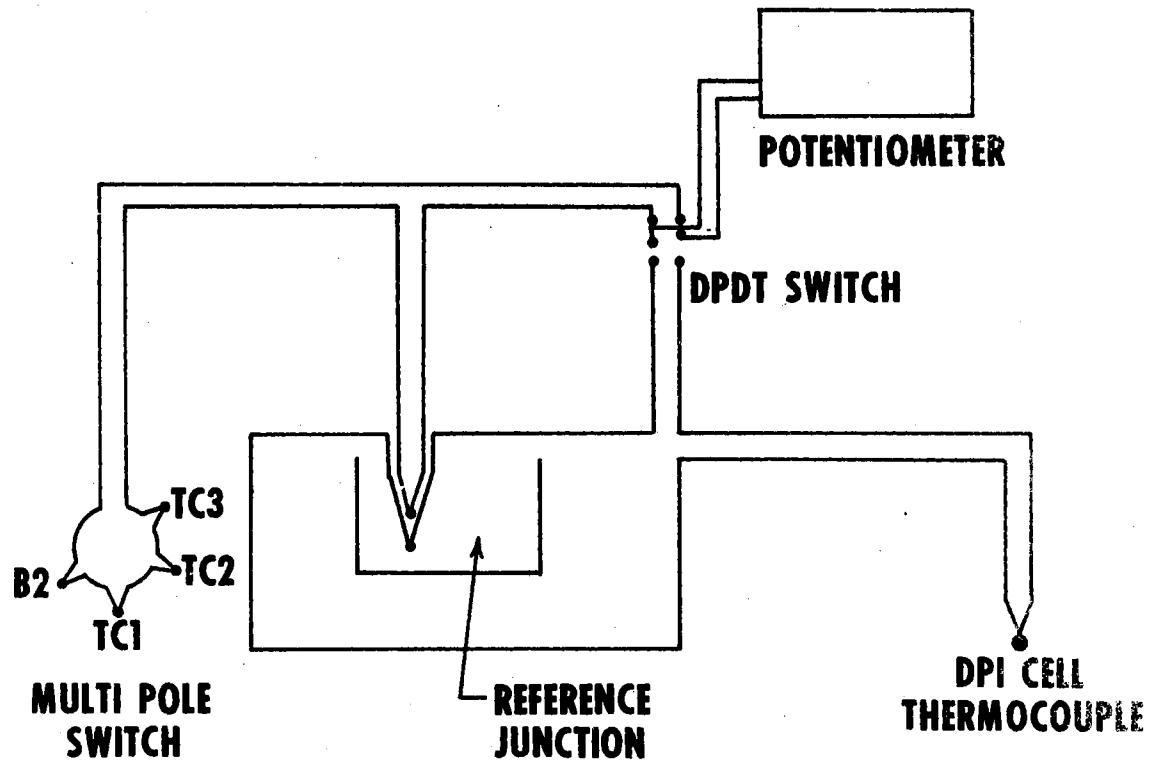 POTENTIOMETER
DPDT SWITCH
TC3
TC2
B2
TC1
MULTI POLE
SWITCH
REFERENCE
JUNCTION
DPI CELL
THERMOCOUPLE